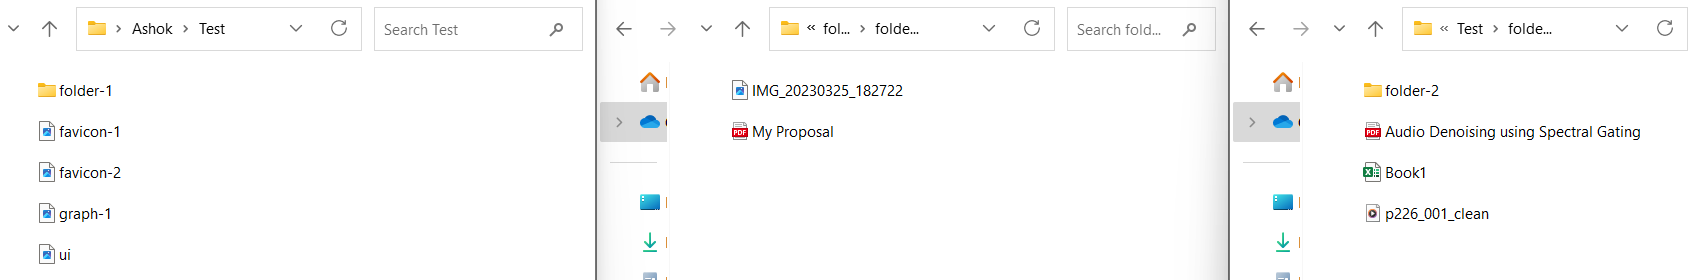 Ashok > Test
Search Test
folder-1
favicon-1
favicon-2
graph-1
ui
« fol... > folde...
Search fold...
IMG_20230325_182722
My Proposal
« Test > folde...
folder-2
Audio Denoising using Spectral Gating
Book1
p226_001_clean